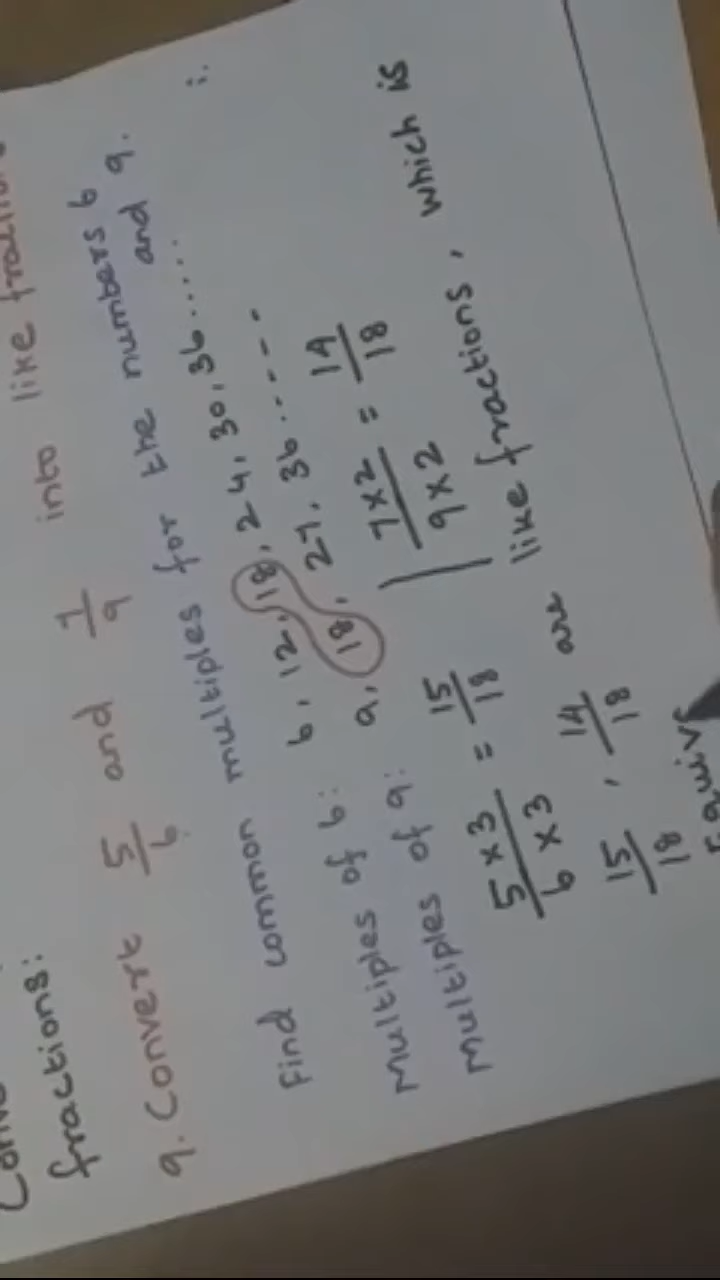 fractions:
9. Convert 5/6 and 7/9 into like
Find common multiples for the numbers 6 and 9.
Multiples of 6: 6, 12, 18, 24, 30, 36.....
Multiples of 9: 9, 18, 27, 36.....
5×3/6×3 = 15/18 | 7×2/9×2 = 14/18
15/18, 14/18 are like fractions, which is
Equiv